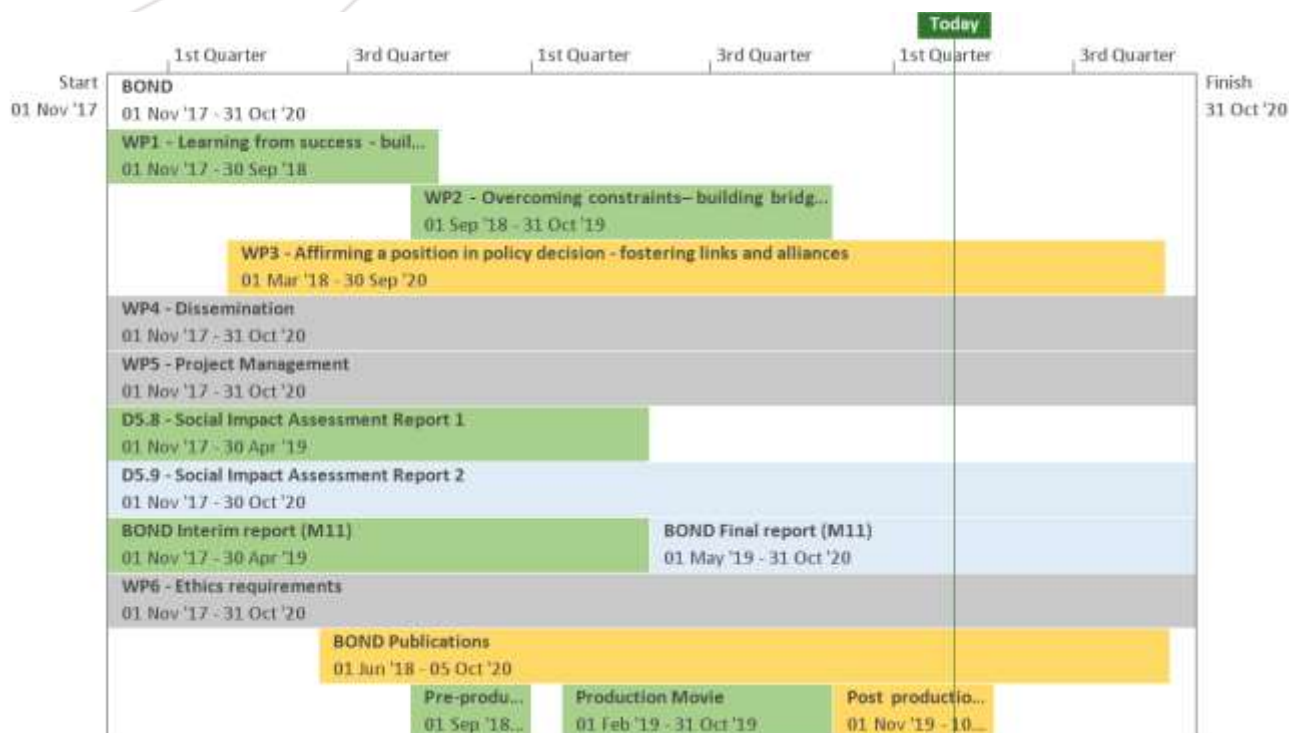 Today
1st Quarter 3rd Quarter 1st Quarter 3rd Quarter 1st Quarter 3rd Quarter
Start
01 Nov '17
Finish
31 Oct '20
BOND
01 Nov '17 - 31 Oct '20
WP1 - Learning from success - buil...
01 Nov '17 - 30 Sep '18
WP2 - Overcoming constraints– building bridg...
01 Sep '18 - 31 Oct '19
WP3 - Affirming a position in policy decision - fostering links and alliances
01 Mar '18 - 30 Sep '20
WP4 - Dissemination
01 Nov '17 - 31 Oct '20
WP5 - Project Management
01 Nov '17 - 31 Oct '20
D5.8 - Social Impact Assessment Report 1
01 Nov '17 - 30 Apr '19
D5.9 - Social Impact Assessment Report 2
01 Nov '17 - 30 Oct '20
BOND Interim report (M11)
01 Nov '17 - 30 Apr '19
BOND Final report (M11)
01 May '19 - 31 Oct '20
WP6 - Ethics requirements
01 Nov '17 - 31 Oct '20
BOND Publications
01 Jun '18 - 05 Oct '20
Pre-produ...
01 Sep '18...
Production Movie
01 Feb '19 - 31 Oct '19
Post productio...
01 Nov '19 - 10...